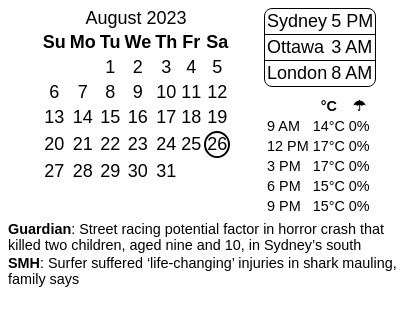 August 2023
Su Mo Tu We Th Fr Sa
1 2 3 4 5
6 7 8 9 10 11 12
13 14 15 16 17 18 19
20 21 22 23 24 25 26
27 28 29 30 31
Sydney 5 PM
Ottawa 3 AM
London 8 AM
°C ☂
9 AM 14°C 0%
12 PM 17°C 0%
3 PM 17°C 0%
6 PM 15°C 0%
9 PM 15°C 0%
Guardian: Street racing potential factor in horror crash that
killed two children, aged nine and 10, in Sydney's south
SMH: Surfer suffered ‘life-changing’ injuries in shark mauling,
family says